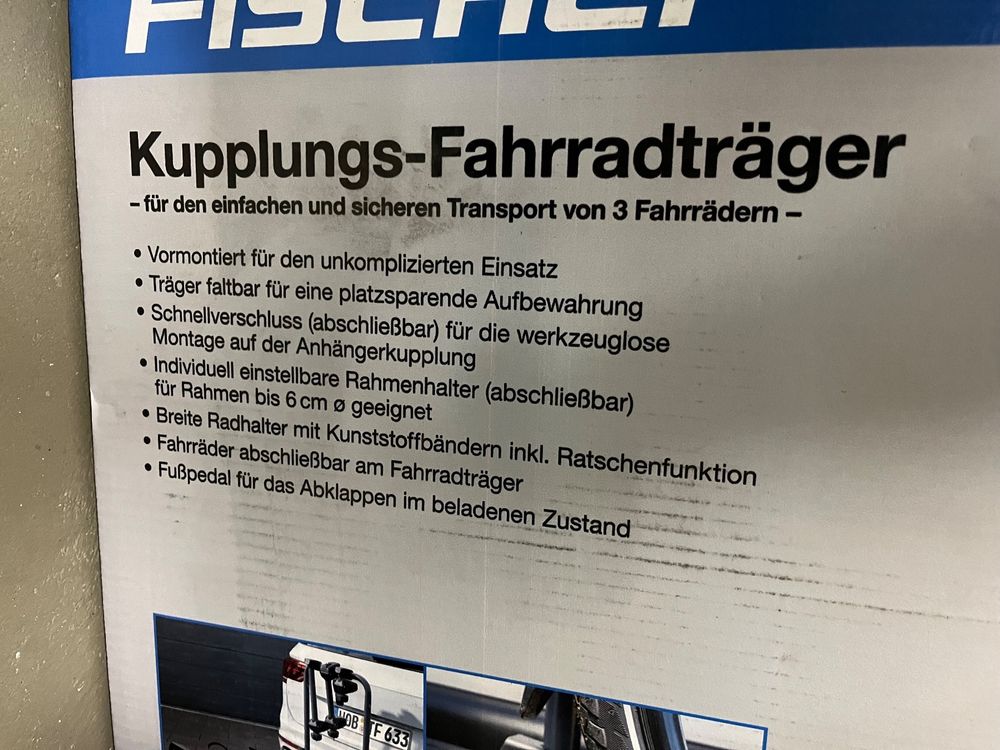 FISCHER
Kupplungs-Fahrradträger
– für den einfachen und sicheren Transport von 3 Fahrrädern –
• Vormontiert für den unkomplizierten Einsatz
• Träger faltbar für eine platzsparende Aufbewahrung
• Schnellverschluss (abschließbar) für die werkzeuglose
Montage auf der Anhängerkupplung
• Individuell einstellbare Rahmenhalter (abschließbar)
für Rahmen bis 6 cm ø geeignet
• Breite Radhalter mit Kunststoffbändern inkl. Ratschenfunktion
• Fahrräder abschließbar am Fahrradträger
• Fußpedal für das Abklappen im beladenen Zustand